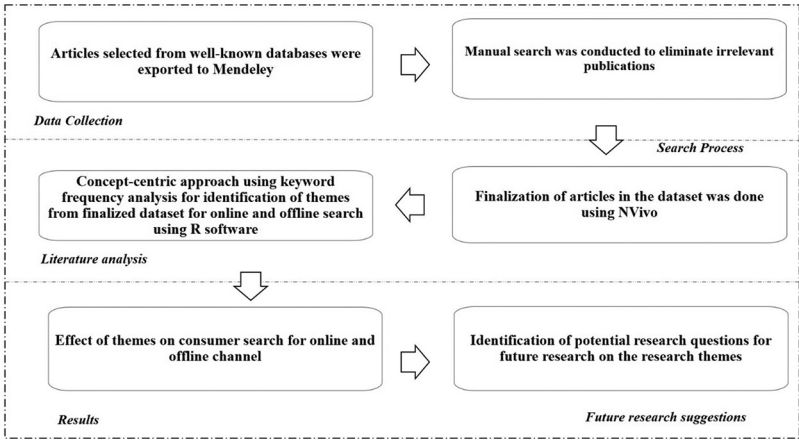 Articles selected from well-known databases were
exported to Mendeley
Manual search was conducted to eliminate irrelevant
publications
Data Collection
Search Process
Concept-centric approach using keyword
frequency analysis for identification of themes
from finalized dataset for online and offline search
using R software
Finalization of articles in the dataset was done
using NVivo
Literature analysis
Effect of themes on consumer search for online and
offline channel
Identification of potential research questions for
future research on the research themes
Results
Future research suggestions